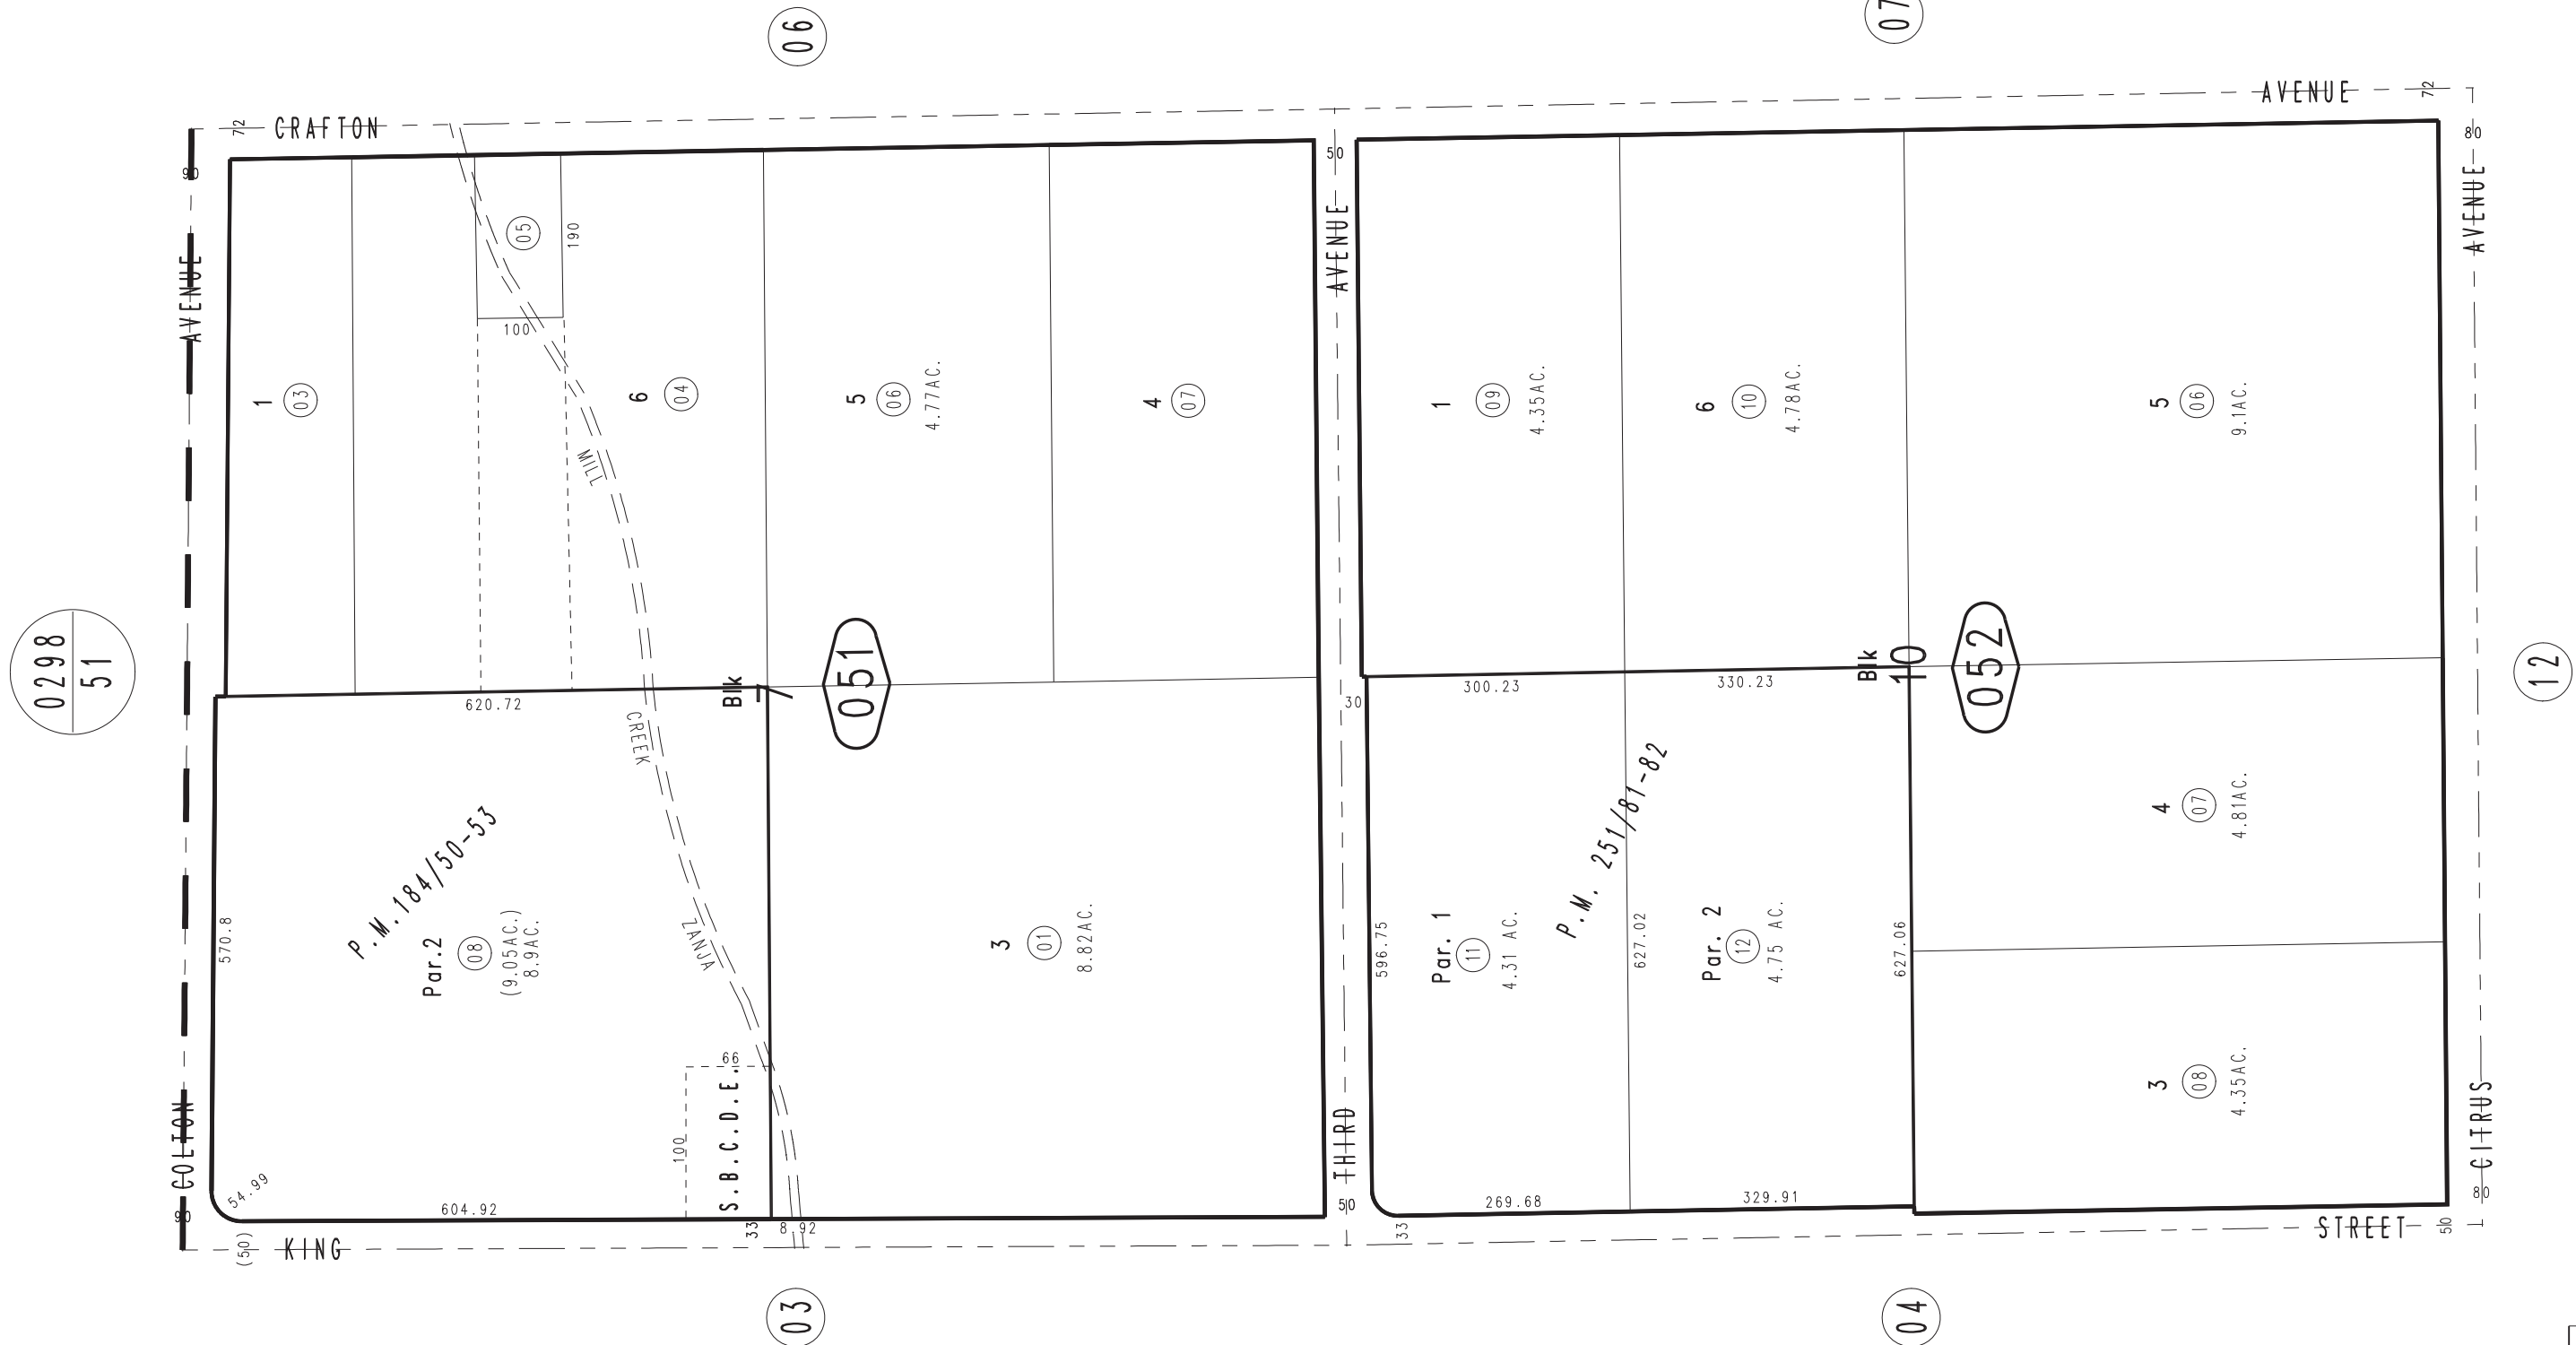 06
07
CRAFTON
AVENUE
72
72
90
50
80
AVENUE
AVENUE
AVENUE
05
190
100
1
03
6
04
5
06
4.77AC.
4
07
1
09
4.35AC.
6
10
4.78AC.
5
06
9.1AC.
MILL
CREEK
ZANJA
0298
51
620.72
Blk
7
051
30
300.23
330.23
Blk
10
052
12
P.M.184/50-53
Par.2
08
(9.05AC.)
8.9AC.
570.8
3
01
8.82AC.
P.M. 251/81-82
596.75
Par. 1
11
4.31 AC.
627.02
Par. 2
12
4.75 AC.
627.06
4
07
4.81AC.
3
08
4.35AC.
66
100
S.B.C.D.E.
COLTON
THIRD
CITRUS
54.99
604.92
90
33
8.92
50
269.68
329.91
33
80
50
(50)
KING
STREET
03
04